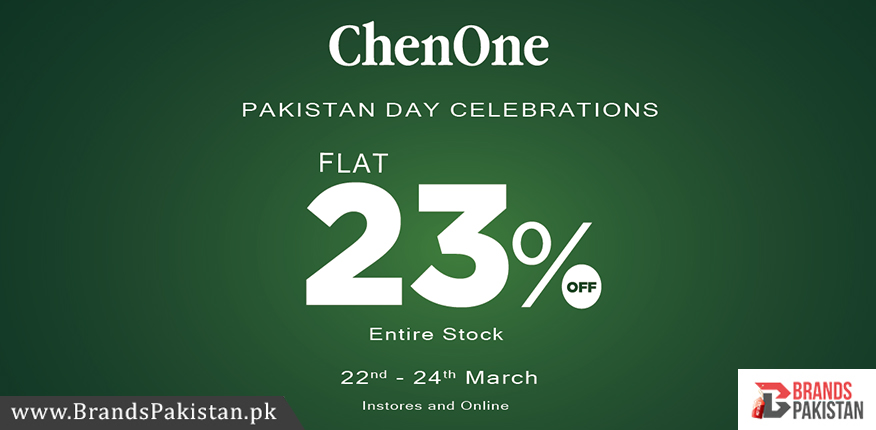 ChenOne
PAKISTAN DAY CELEBRATIONS
FLAT
23%
OFF
Entire Stock
22nd - 24th March
Instores and Online
www.BrandsPakistan.pk
BRANDS
PAKISTAN